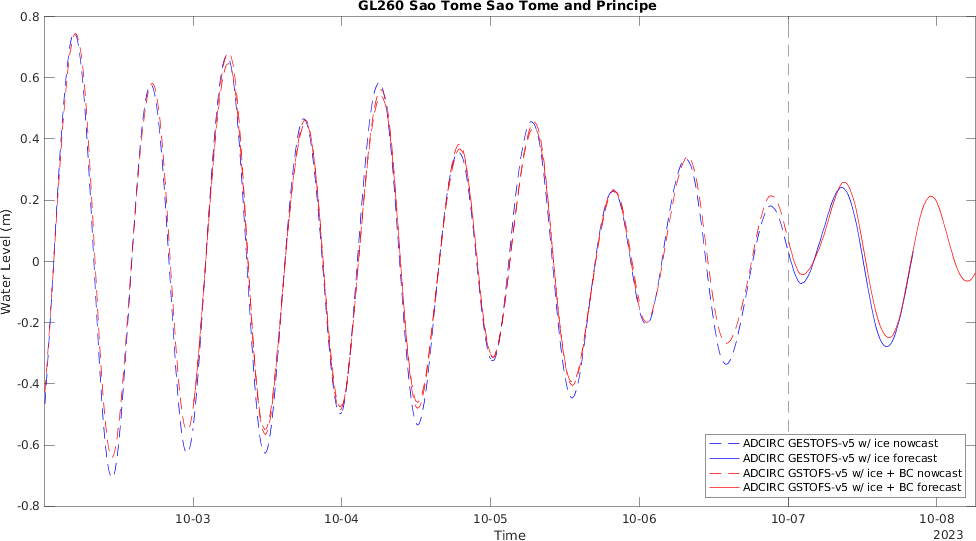 GL260 Sao Tome Sao Tome and Principe
0.8
0.6
0.4
0.2
0
-0.2
-0.4
-0.6
-0.8
Water Level (m)
ADCIRC GESTOFS-v5 w/ ice nowcast
ADCIRC GESTOFS-v5 w/ ice forecast
ADCIRC GSTOFS-v5 w/ ice + BC nowcast
ADCIRC GSTOFS-v5 w/ ice + BC forecast
10-03
10-04
10-05
10-06
10-07
10-08
Time
2023